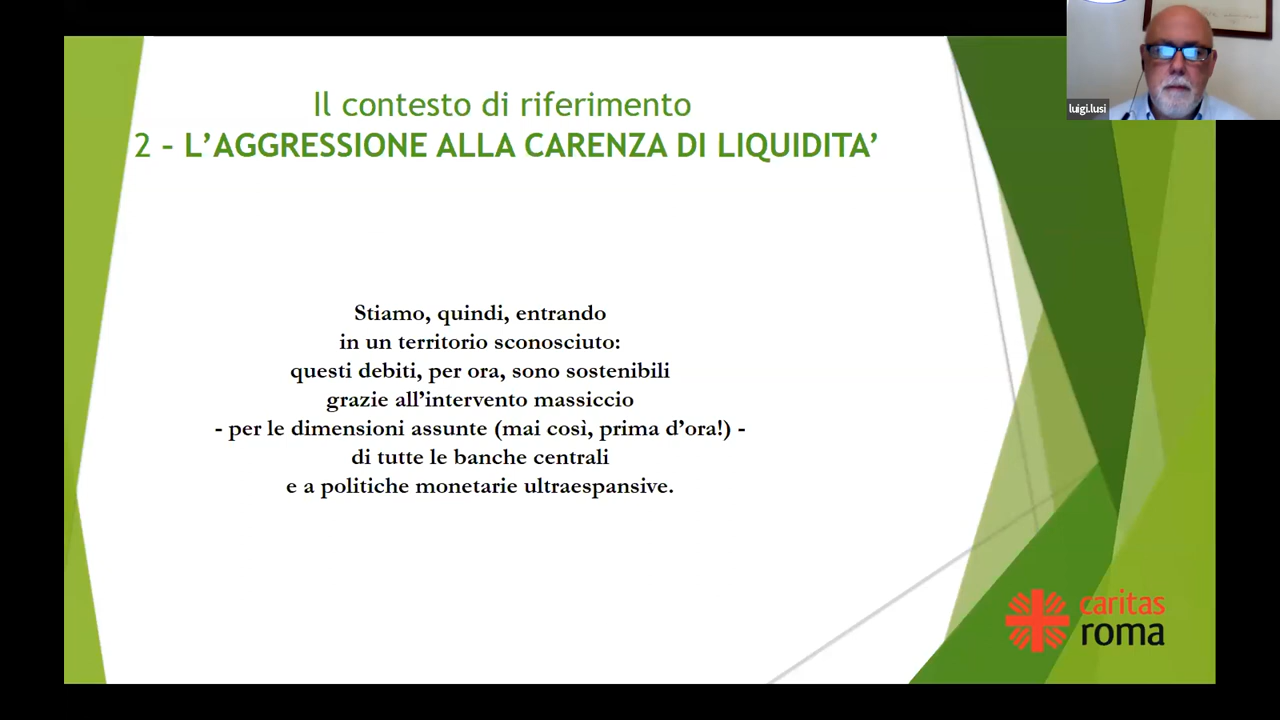 Il contesto di riferimento
2 – L’AGGRESSIONE ALLA CARENZA DI LIQUIDITA’
Stiamo, quindi, entrando
in un territorio sconosciuto:
questi debiti, per ora, sono sostenibili
grazie all’intervento massiccio
- per le dimensioni assunte (mai così, prima d’ora!) -
di tutte le banche centrali
e a politiche monetarie ultraespansive.
luigi.lusi
caritas
roma